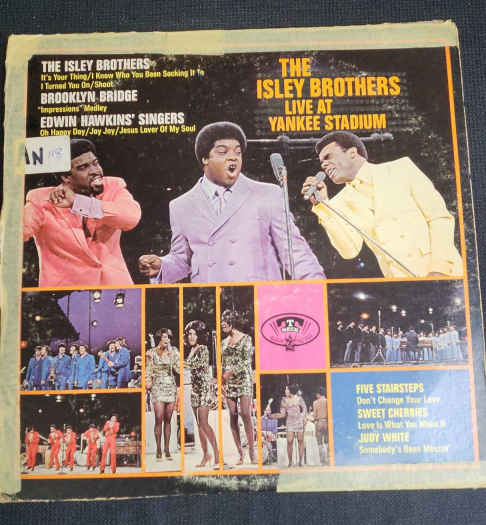 THE ISLEY BROTHERS
It's Your Thing/I Know Who You Been Socking It To
I Turned You On/Shout
BROOKLYN BRIDGE
"Impressions" Medley
EDWIN HAWKINS' SINGERS
Oh Happy Day/Joy Joy/Jesus Lover Of My Soul
THE
ISLEY BROTHERS
LIVE AT
YANKEE STADIUM
N 118
T
NECK
FIVE STAIRSTEPS
Don't Change Your Love
SWEET CHERRIES
Love Is What You Make It
JUDY WHITE
Somebody's Been Messin'